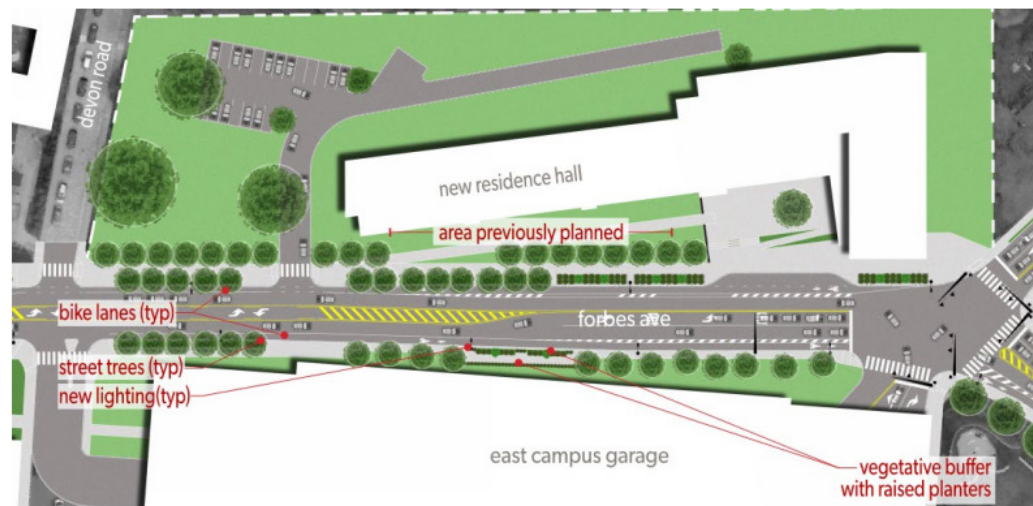 devon road
new residence hall
area previously planned
bike lanes (typ)
forbes ave
street trees (typ)
new lighting(typ)
east campus garage
vegetative buffer
with raised planters